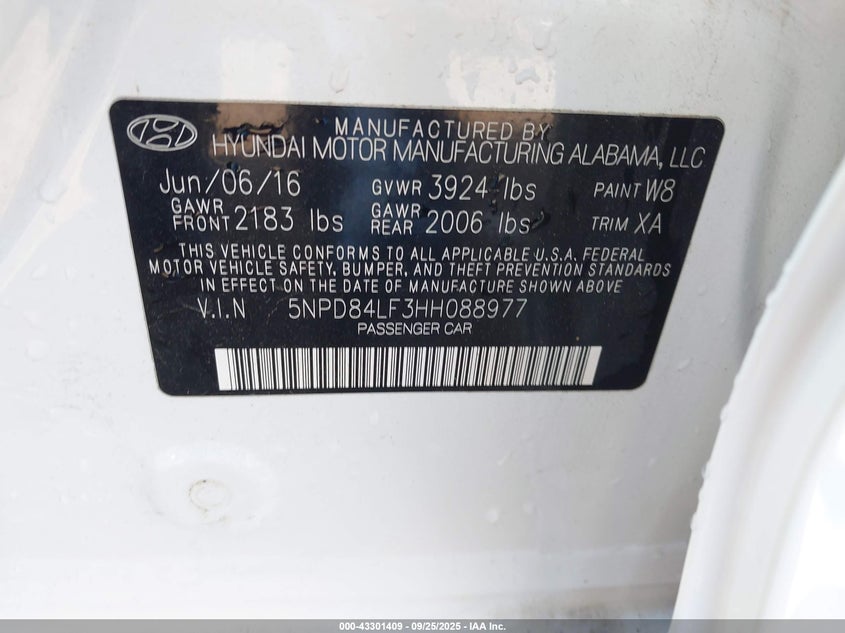 MANUFACTURED BY
HYUNDAI MOTOR MANUFACTURING ALABAMA, LLC
Jun/06/16 GVWR 3924 lbs PAINT W8
GAWR FRONT 2183 lbs GAWR REAR 2006 lbs TRIM XA
THIS VEHICLE CONFORMS TO ALL APPLICABLE U.S.A. FEDERAL
MOTOR VEHICLE SAFETY, BUMPER, AND THEFT PREVENTION STANDARDS
IN EFFECT ON THE DATE OF MANUFACTURE SHOWN ABOVE
V.I.N 5NPD84LF3HH088977
PASSENGER CAR
000-43301409 - 09/25/2025 - IAA Inc.